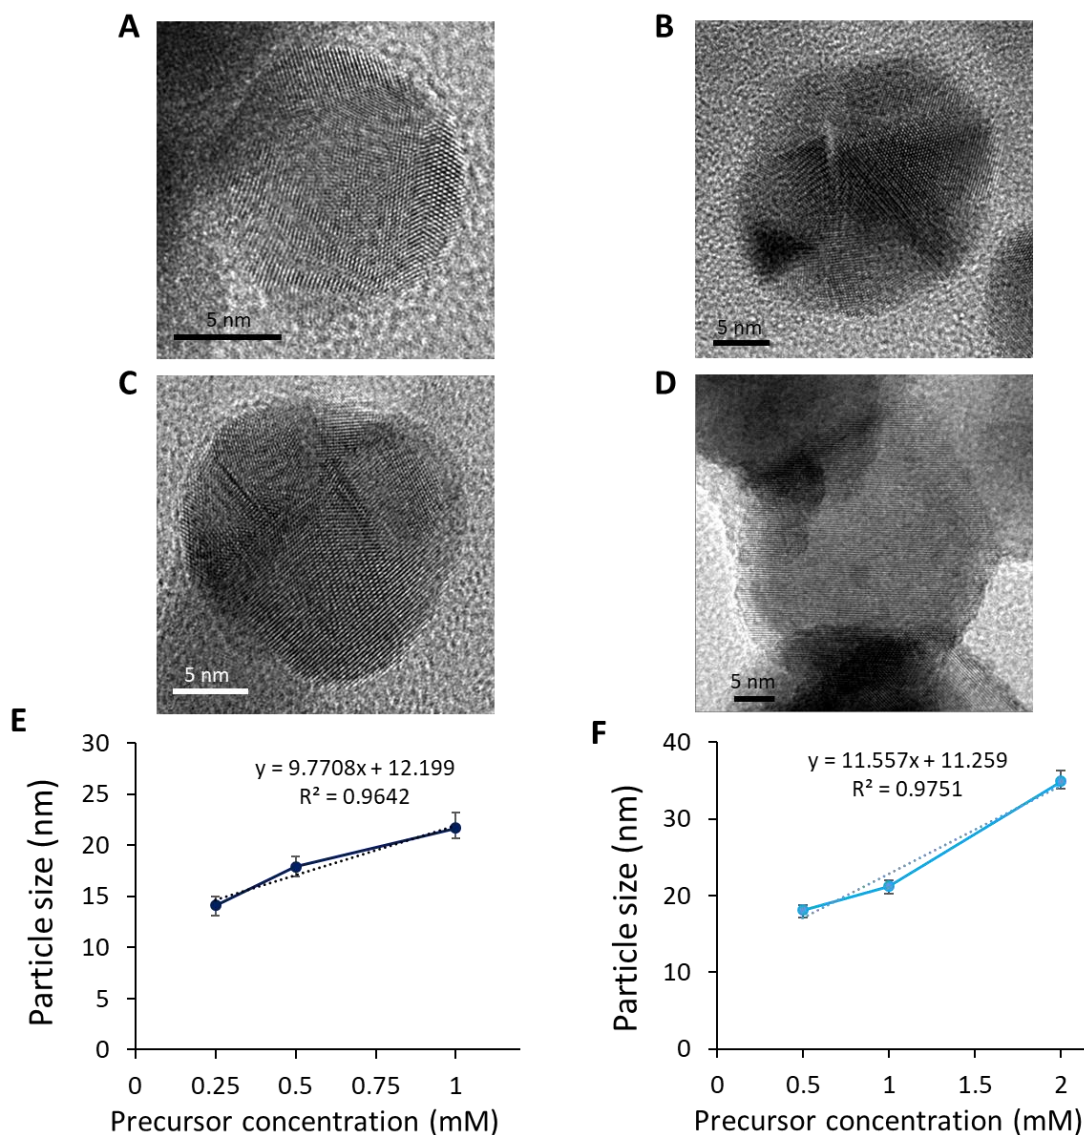 A
B
5 nm
5 nm
C
D
5 nm
5 nm
E
30
25
20
15
10
5
0
y = 9.7708x + 12.199
R² = 0.9642
Particle size (nm)
0
0.25
0.5
0.75
1
Precursor concentration (mM)
F
40
30
20
10
0
y = 11.557x + 11.259
R² = 0.9751
Particle size (nm)
0
0.5
1
1.5
2
Precursor concentration (mM)